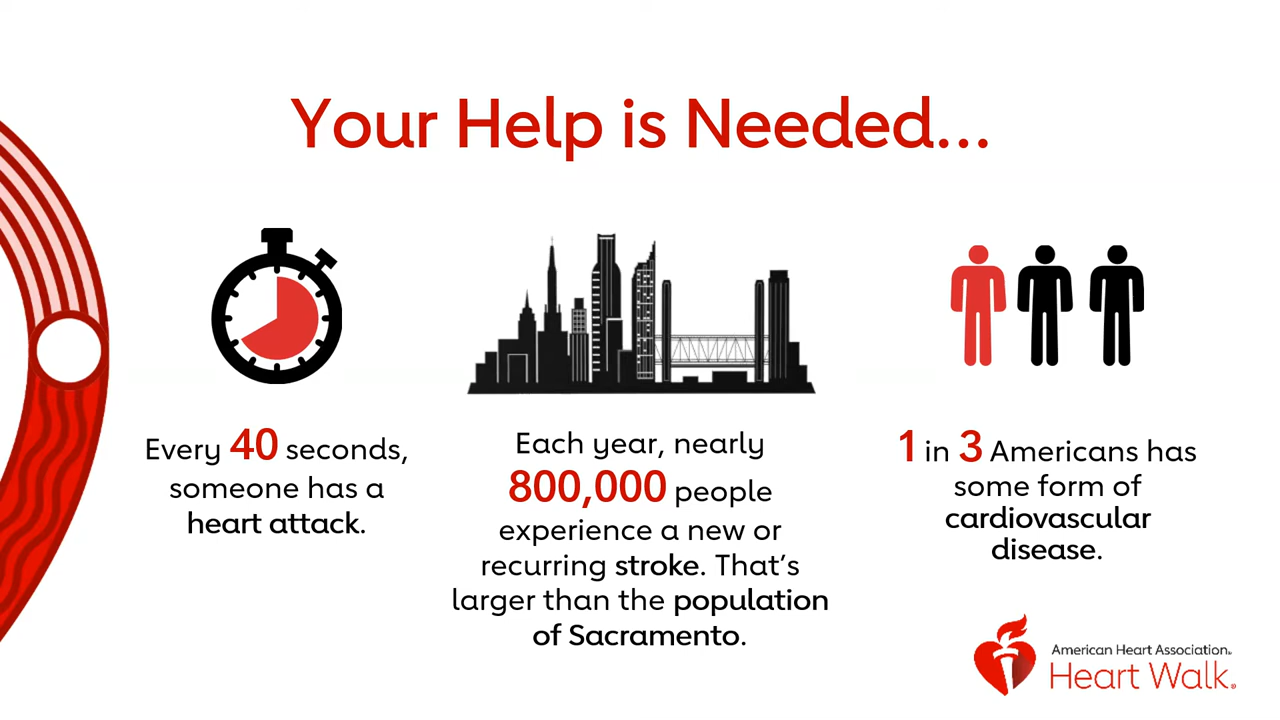 Your Help is Needed...
Every 40 seconds,
someone has a
heart attack.
Each year, nearly
800,000 people
experience a new or
recurring stroke. That's
larger than the population
of Sacramento.
1 in 3 Americans has
some form of
cardiovascular
disease.
American Heart Association®
Heart Walk®